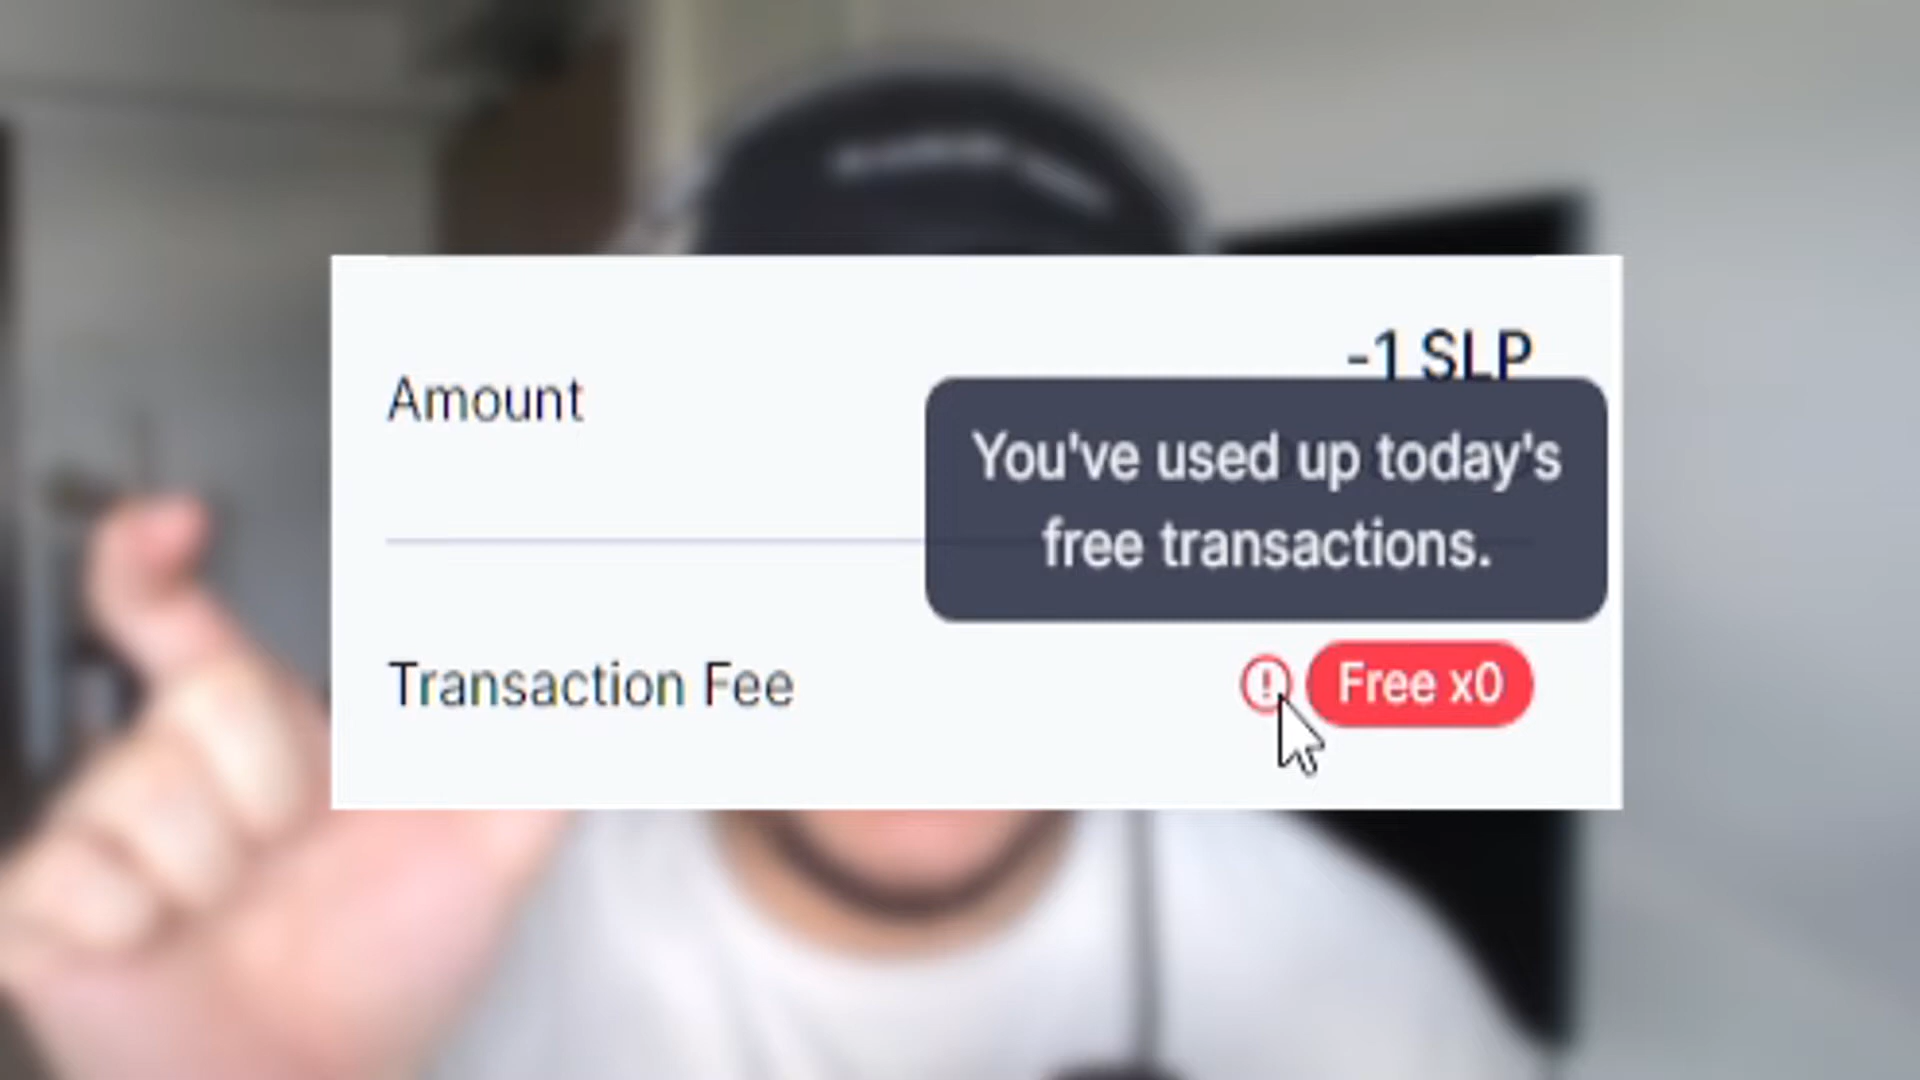 -1 SLP
Amount
You've used up today's
free transactions.
Transaction Fee
Free x0